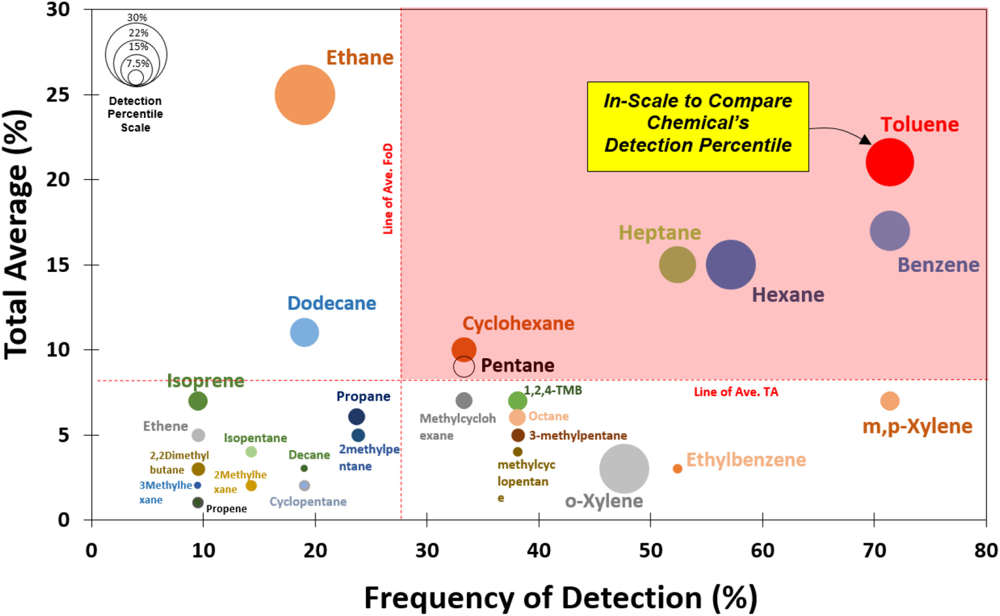 30
30%
22%
15%
7.5%
Detection
Percentile
Scale
Ethane
25
In-Scale to Compare
Chemical's
Detection Percentile
Toluene
Line of Ave. FoD
20
Heptane
Benzene
15
Hexane
Dodecane
Cyclohexane
10
Pentane
Isoprene
Propane
1,2,4-TMB
Line of Ave. TA
Methylcycloh
exane
Octane
m,p-Xylene
Ethene
5
Isopentane
3-methylpentane
2methylpe
ntane
2,2Dimethyl
butane
Decane
Ethylbenzene
methylcyc
lopentan
e
2Methylhe
xane
3Methylhe
xane
Cyclopentane
o-Xylene
Propene
0
0
10
20
30
40
50
60
70
80
Total Average (%)
Frequency of Detection (%)